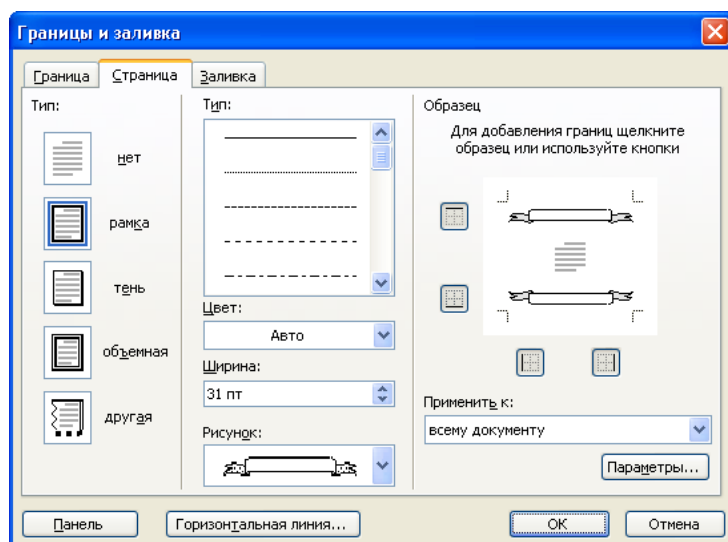 Границы и заливка
Граница
Страница
Заливка
Тип:
нет
рамка
тень
объемная
другая
Тип:
Цвет:
Авто
Ширина:
31 пт
Рисунок:
Образец
Для добавления границ щелкните
образец или используйте кнопки
Применить к:
всему документу
Параметры...
Панель
Горизонтальная линия...
ОК
Отмена